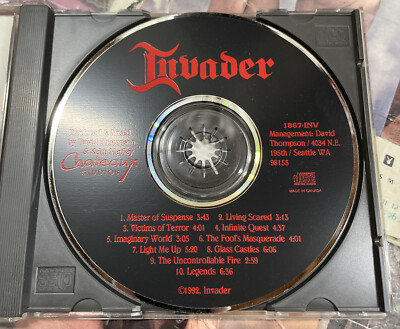 Invader
Chateaux
1867-INV
Management: David
Thompson / 4034 N.E.
195th / Seattle WA
98155
MADE IN CANADA
1. Master of Suspense 3:43 2. Living Scared 3:13
3. Victims of Terror 4:01 4. Infinite Quest 4:37
5. Imaginary World 3:05 6. The Fool's Masquerade 4:01
7. Light Me Up 5:20 8. Glass Castles 6:06
9. The Uncontrollable Fire 2:59
10. Legends 6:36
©1992, Invader